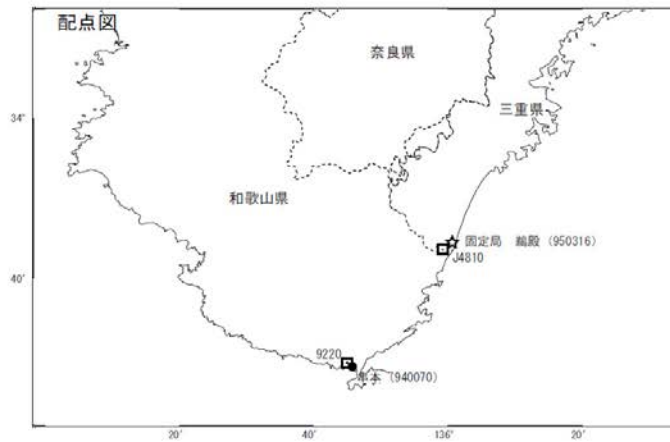 配点図
奈良県
34°
三重県
和歌山県
固定局 鵜殿 (950316)
J4810
40'
9220
串本 (940070)
20' 40' 136° 20'